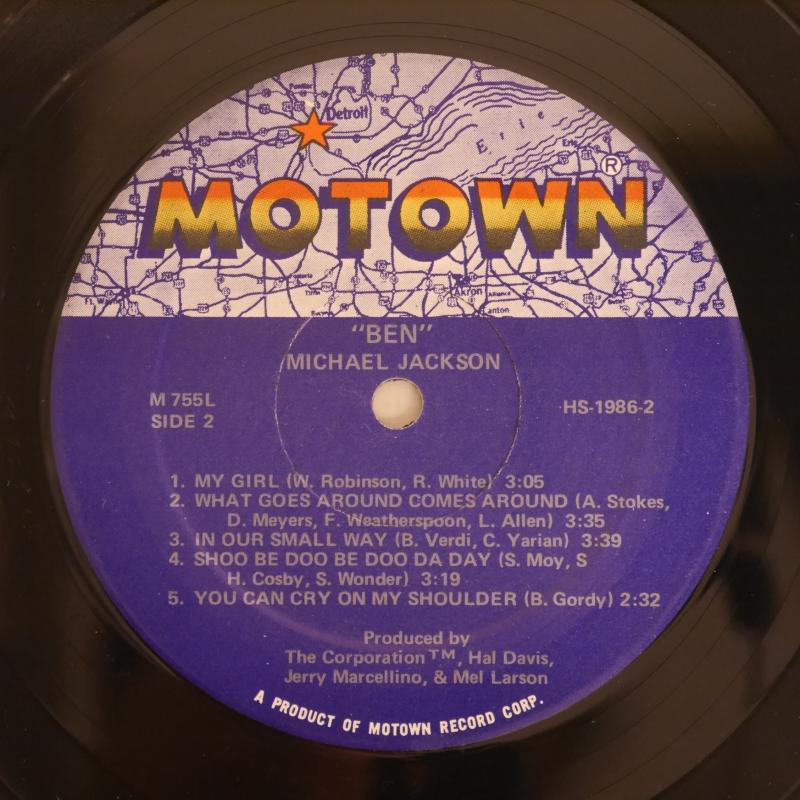 Detroit
Erie
Erie
®
MOTOWN
Akron
Alliance
Canton
Ft. W
"BEN"
MICHAEL JACKSON
M 755L
SIDE 2
HS-1986-2
1. MY GIRL (W. Robinson, R. White) 3:05
2. WHAT GOES AROUND COMES AROUND (A. Stokes,
D. Meyers, F. Weatherspoon, L. Allen) 3:35
3. IN OUR SMALL WAY (B. Verdi, C. Yarian) 3:39
4. SHOO BE DOO BE DOO DA DAY (S. Moy, S
H. Cosby, S. Wonder) 3:19
5. YOU CAN CRY ON MY SHOULDER (B. Gordy) 2:32
Produced by
The Corporation™, Hal Davis,
Jerry Marcellino, & Mel Larson
A PRODUCT OF MOTOWN RECORD CORP.